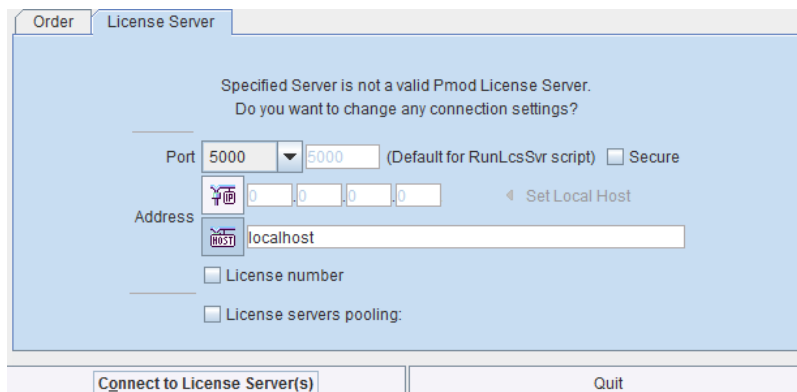 Order License Server
Specified Server is not a valid Pmod License Server.
Do you want to change any connection settings?
Port 5000 5000 (Default for RunLcsSvr script) Secure
IP 0 .0 .0 .0 Set Local Host
Address
HOST localhost
License number
License servers pooling:
Connect to License Server(s) Quit